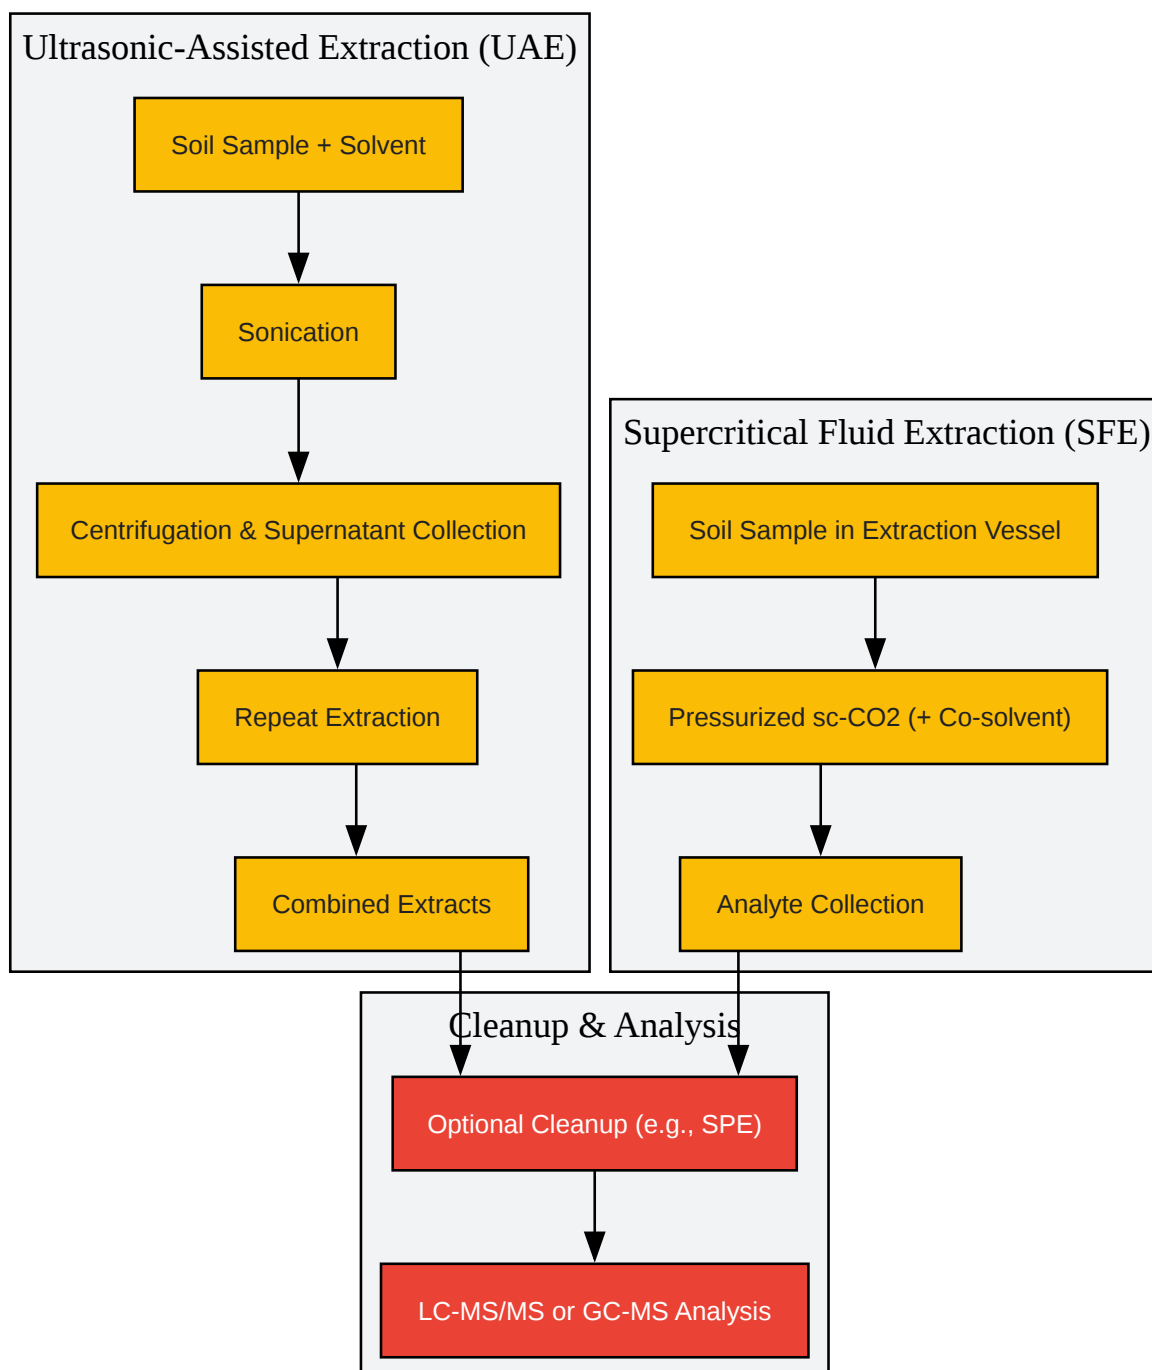 Ultrasonic-Assisted Extraction (UAE)
Soil Sample + Solvent
Sonication
Centrifugation & Supernatant Collection
Repeat Extraction
Combined Extracts
Supercritical Fluid Extraction (SFE)
Soil Sample in Extraction Vessel
Pressurized sc-CO2 (+ Co-solvent)
Analyte Collection
Cleanup & Analysis
Optional Cleanup (e.g., SPE)
LC-MS/MS or GC-MS Analysis